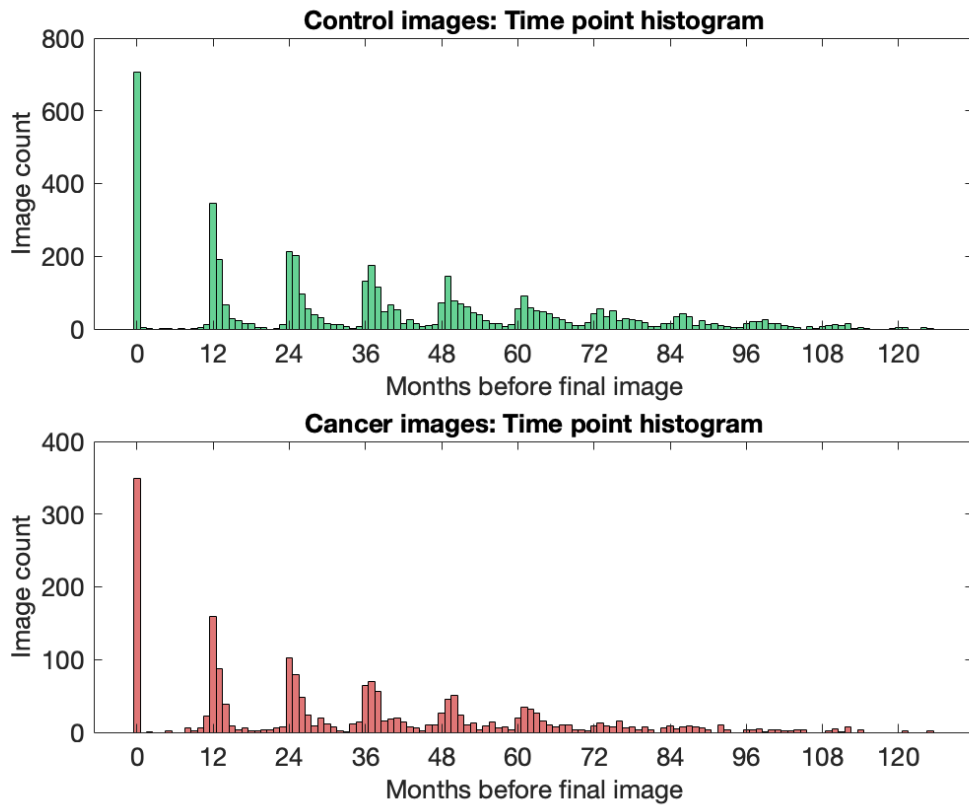 Control images: Time point histogram
800
600
400
200
0
Image count
0 12 24 36 48 60 72 84 96 108 120
Months before final image
Cancer images: Time point histogram
400
300
200
100
0
Image count
0 12 24 36 48 60 72 84 96 108 120
Months before final image